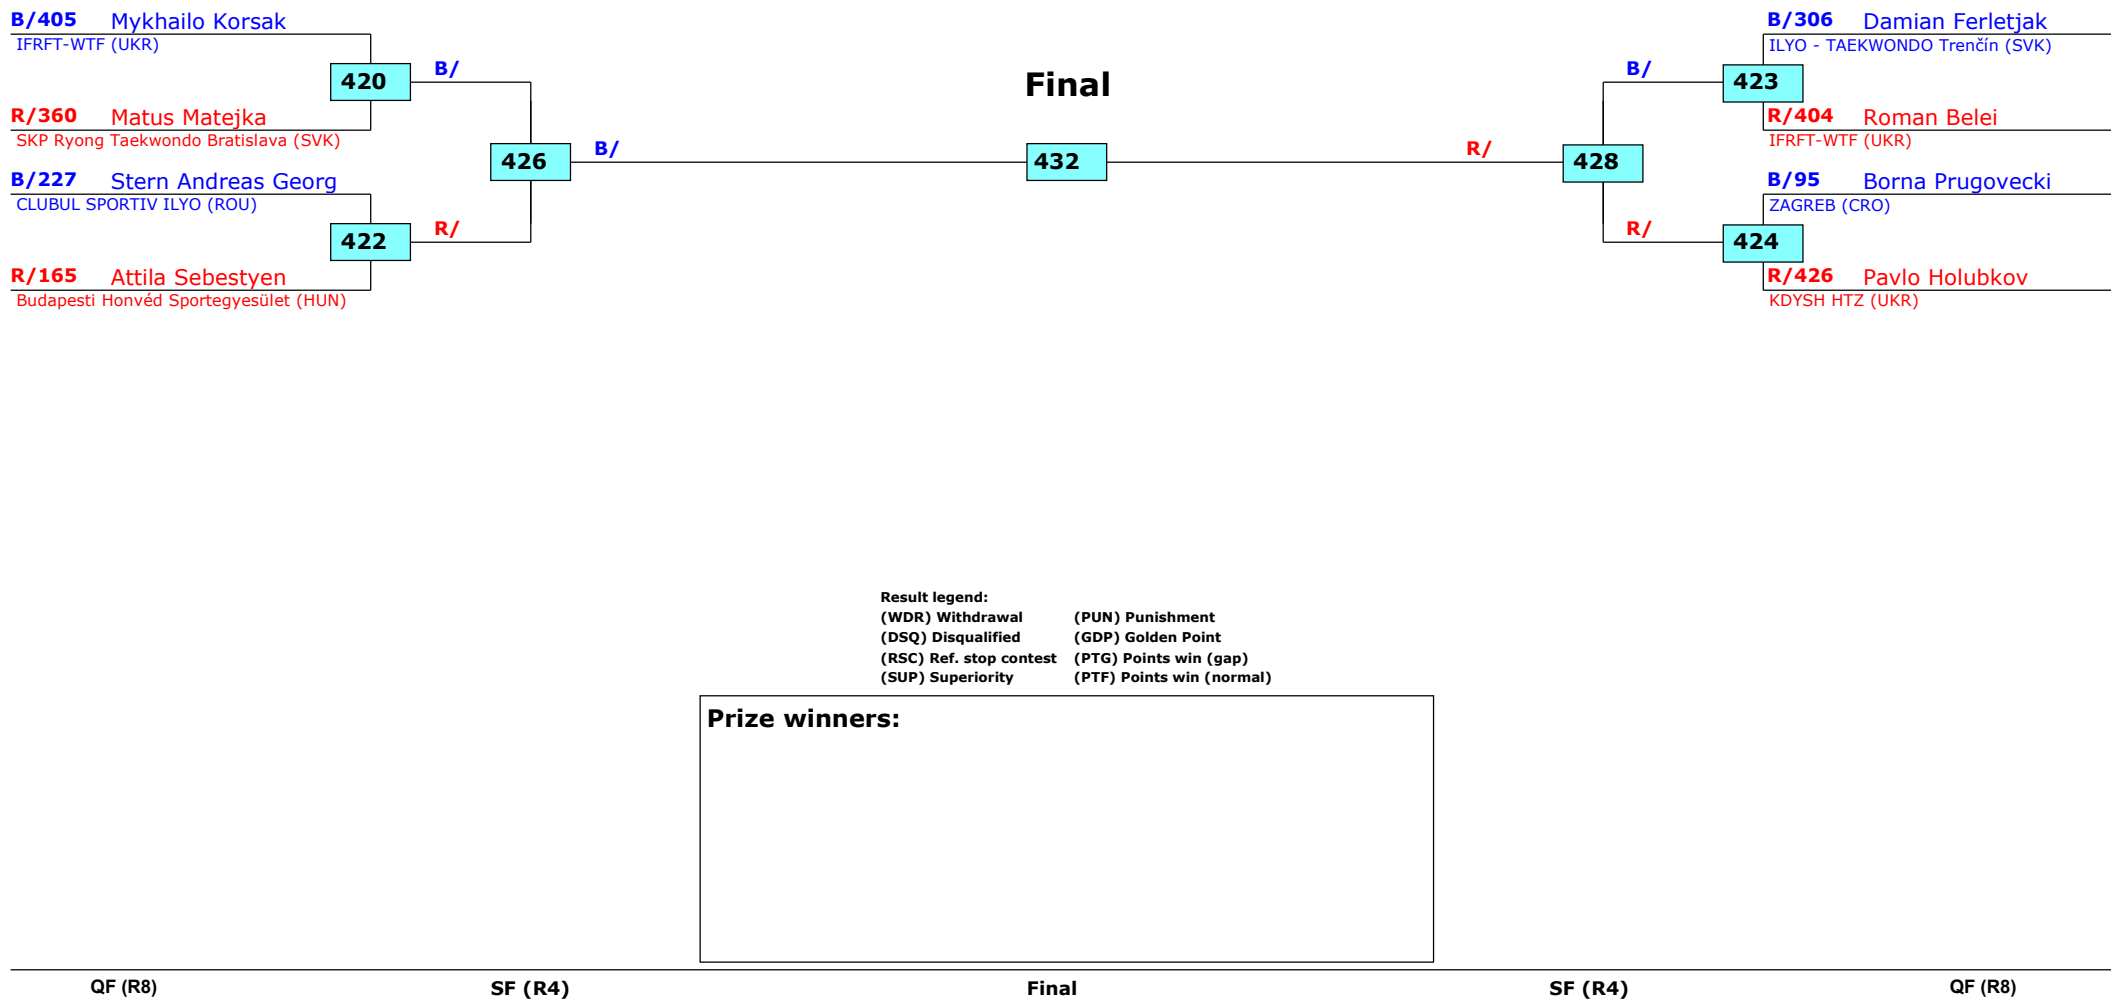 B/405 Mykhailo Korsak
IFRFT-WTF (UKR)
420
B/
R/360 Matus Matejka
SKP Ryong Taekwondo Bratislava (SVK)
426
B/
B/227 Stern Andreas Georg
CLUBUL SPORTIV ILYO (ROU)
422
R/
R/165 Attila Sebestyen
Budapesti Honvéd Sportegyesület (HUN)
Final
432
B/306 Damian Ferletjak
ILYO - TAEKWONDO Trenčín (SVK)
B/
423
R/404 Roman Belei
IFRFT-WTF (UKR)
R/
428
B/95 Borna Prugovecki
ZAGREB (CRO)
R/
424
R/426 Pavlo Holubkov
KDYSH HTZ (UKR)
Result legend:
(WDR) Withdrawal (PUN) Punishment
(DSQ) Disqualified (GDP) Golden Point
(RSC) Ref. stop contest (PTG) Points win (gap)
(SUP) Superiority (PTF) Points win (normal)
Prize winners:
QF (R8) SF (R4) Final SF (R4) QF (R8)